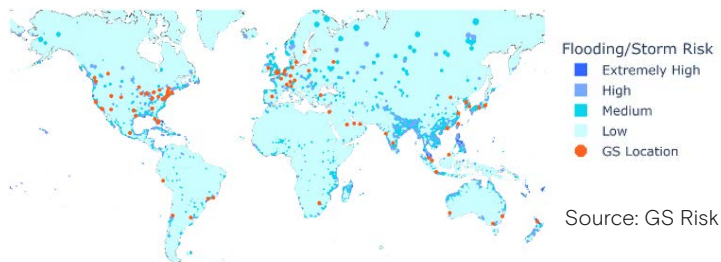 Flooding/Storm Risk
Extremely High
High
Medium
Low
GS Location
Source: GS Risk